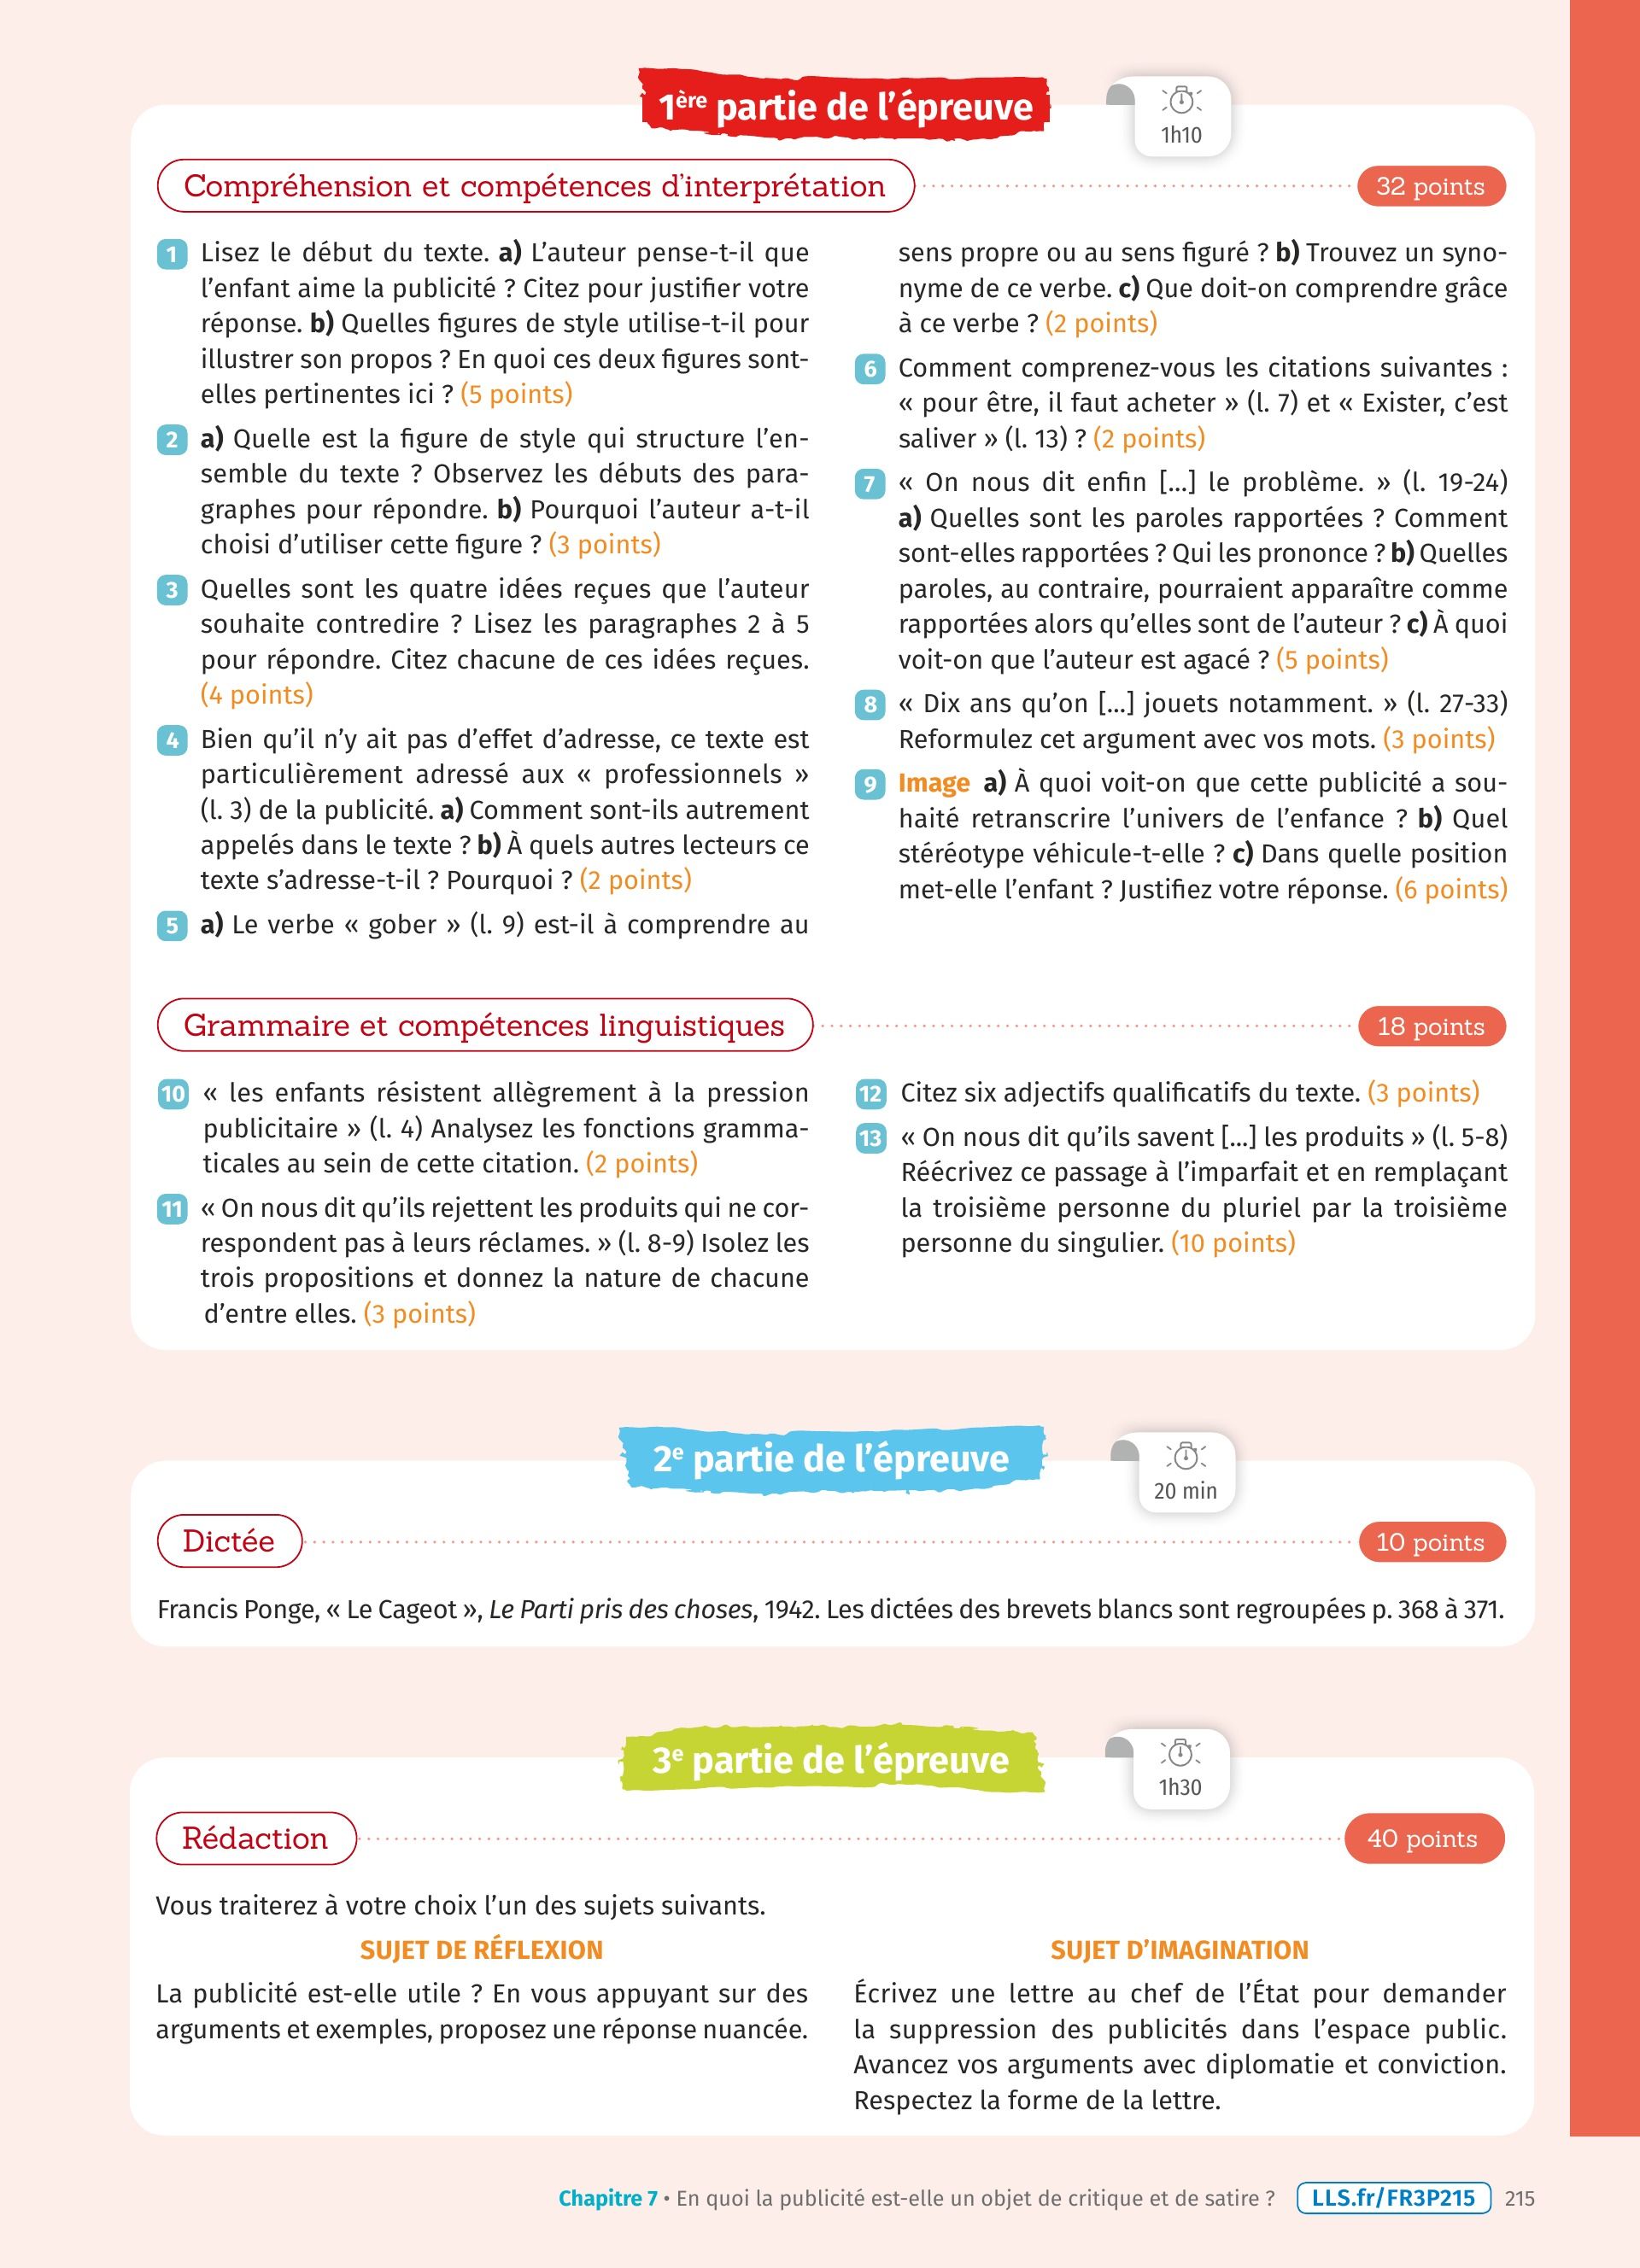 1ère partie de l’épreuve
1h10
Compréhension et compétences d’interprétation
32 points
1 Lisez le début du texte. a) L’auteur pense-t-il que
l’enfant aime la publicité ? Citez pour justifier votre
réponse. b) Quelles figures de style utilise-t-il pour
illustrer son propos ? En quoi ces deux figures sont-
elles pertinentes ici ? (5 points)
2 a) Quelle est la figure de style qui structure l’en-
semble du texte ? Observez les débuts des para-
graphes pour répondre. b) Pourquoi l’auteur a-t-il
choisi d’utiliser cette figure ? (3 points)
3 Quelles sont les quatre idées reçues que l’auteur
souhaite contredire ? Lisez les paragraphes 2 à 5
pour répondre. Citez chacune de ces idées reçues.
(4 points)
4 Bien qu’il n’y ait pas d’effet d’adresse, ce texte est
particulièrement adressé aux « professionnels »
(l. 3) de la publicité. a) Comment sont-ils autrement
appelés dans le texte ? b) À quels autres lecteurs ce
texte s’adresse-t-il ? Pourquoi ? (2 points)
5 a) Le verbe « gober » (l. 9) est-il à comprendre au
sens propre ou au sens figuré ? b) Trouvez un syno-
nyme de ce verbe. c) Que doit-on comprendre grâce
à ce verbe ? (2 points)
6 Comment comprenez-vous les citations suivantes :
« pour être, il faut acheter » (l. 7) et « Exister, c’est
saliver » (l. 13) ? (2 points)
7 « On nous dit enfin [...] le problème. » (l. 19-24)
a) Quelles sont les paroles rapportées ? Comment
sont-elles rapportées ? Qui les prononce ? b) Quelles
paroles, au contraire, pourraient apparaître comme
rapportées alors qu’elles sont de l’auteur ? c) À quoi
voit-on que l’auteur est agacé ? (5 points)
8 « Dix ans qu’on [...] jouets notamment. » (l. 27-33)
Reformulez cet argument avec vos mots. (3 points)
9 Image a) À quoi voit-on que cette publicité a sou-
haité retranscrire l’univers de l’enfance ? b) Quel
stéréotype véhicule-t-elle ? c) Dans quelle position
met-elle l’enfant ? Justifiez votre réponse. (6 points)
Grammaire et compétences linguistiques
18 points
10 « les enfants résistent allègrement à la pression
publicitaire » (l. 4) Analysez les fonctions gramma-
ticales au sein de cette citation. (2 points)
11 « On nous dit qu’ils rejettent les produits qui ne cor-
respondent pas à leurs réclames. » (l. 8-9) Isolez les
trois propositions et donnez la nature de chacune
d’entre elles. (3 points)
12 Citez six adjectifs qualificatifs du texte. (3 points)
13 « On nous dit qu’ils savent [...] les produits » (l. 5-8)
Réécrivez ce passage à l’imparfait et en remplaçant
la troisième personne du pluriel par la troisième
personne du singulier. (10 points)
2e partie de l’épreuve
20 min
Dictée
10 points
Francis Ponge, « Le Cageot », Le Parti pris des choses, 1942. Les dictées des brevets blancs sont regroupées p. 368 à 371.
3e partie de l’épreuve
1h30
Rédaction
40 points
Vous traiterez à votre choix l’un des sujets suivants.
SUJET DE RÉFLEXION
La publicité est-elle utile ? En vous appuyant sur des
arguments et exemples, proposez une réponse nuancée.
SUJET D’IMAGINATION
Écrivez une lettre au chef de l’État pour demander
la suppression des publicités dans l’espace public.
Avancez vos arguments avec diplomatie et conviction.
Respectez la forme de la lettre.
Chapitre 7 • En quoi la publicité est-elle un objet de critique et de satire ? LLS.fr/FR3P215 215